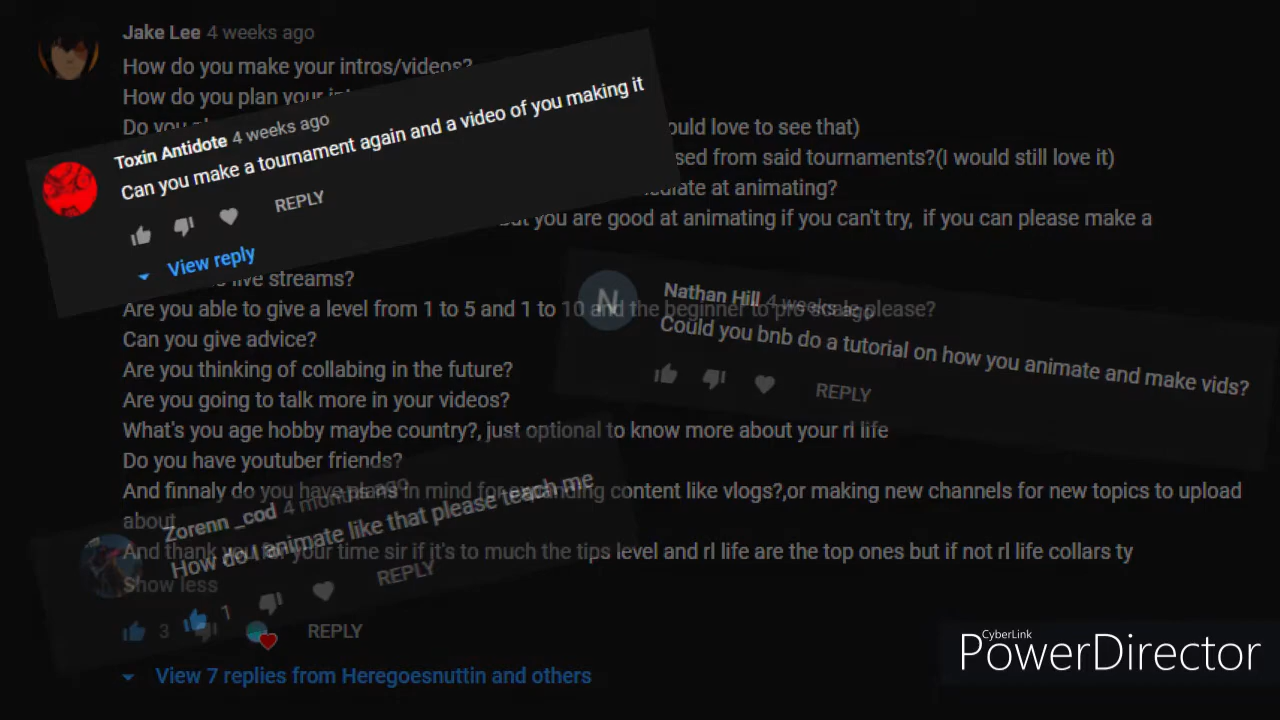 Jake Lee 4 weeks ago
How do you make your intros/videos?
How do you plan your
Do you
ould love to see that)
sed from said tournaments?(I would still love it)
at animating?
but you are good at animating if you can't try, if you can please make a
live streams?
Are you able to give a level from 1 to 5 and 1 to 10 and the beginner to pro scale please?
Can you give advice?
Are you thinking of collabing in the future?
Are you going to talk more in your videos?
What's you age hobby maybe country?, just optional to know more about your rl life
Do you have youtuber friends?
And finnaly do you have plans in mind for expanding content like vlogs?,or making new channels for new topics to upload
about
And thank you for your time sir if it's to much the tips level and rl life are the top ones but if not rl life collars ty
Show less
3
REPLY
View 7 replies from Heregoesnuttin and others
Toxin Antidote 4 weeks ago
Can you make a tournament again and a video of you making it
REPLY
View reply
N
Nathan Hill 4 weeks ago
Could you bnb do a tutorial on how you animate and make vids?
REPLY
Zorenn _cod 4 months ago
How do I animate like that please teach me
1
REPLY
CyberLink
PowerDirector